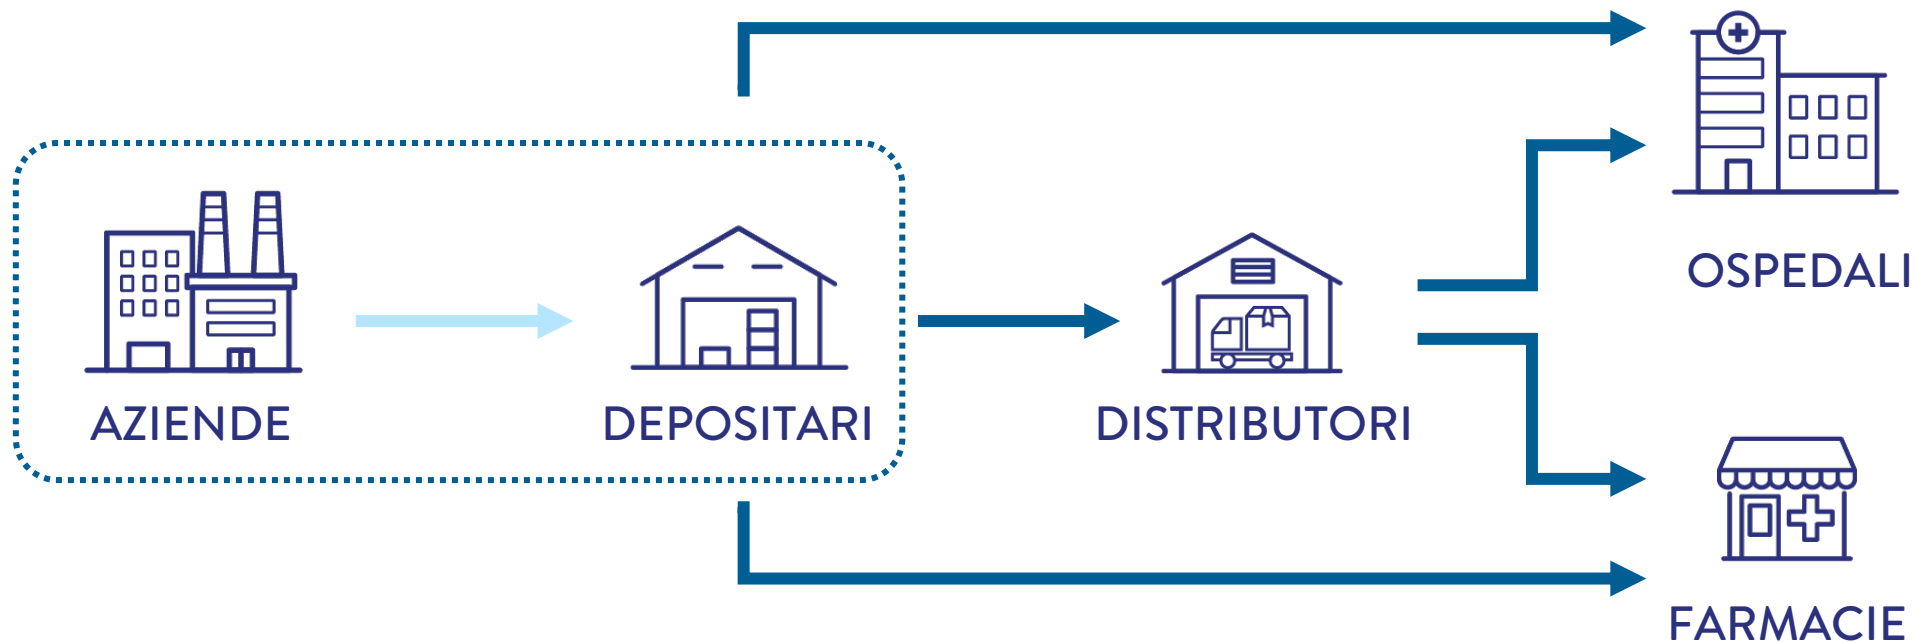 AZIENDE
DEPOSITARI
DISTRIBUTORI
OSPEDALI
FARMACIE